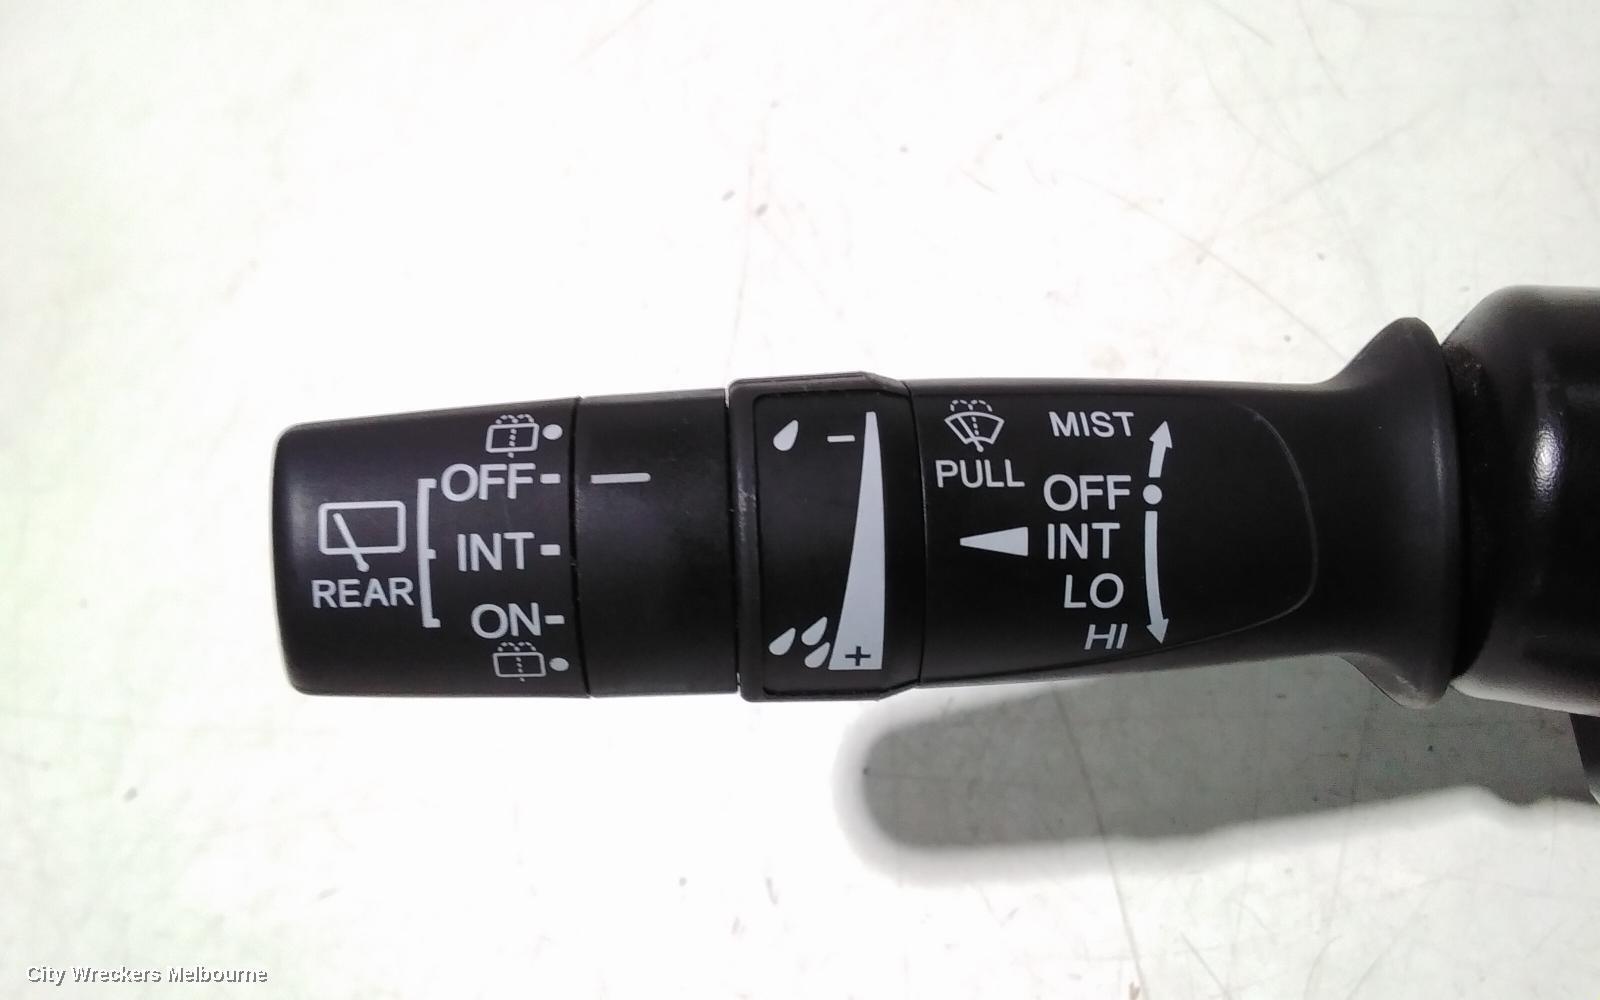 OFF
INT
ON
REAR
−
+
PULL
MIST
OFF
INT
LO
HI
City Wreckers Melbourne